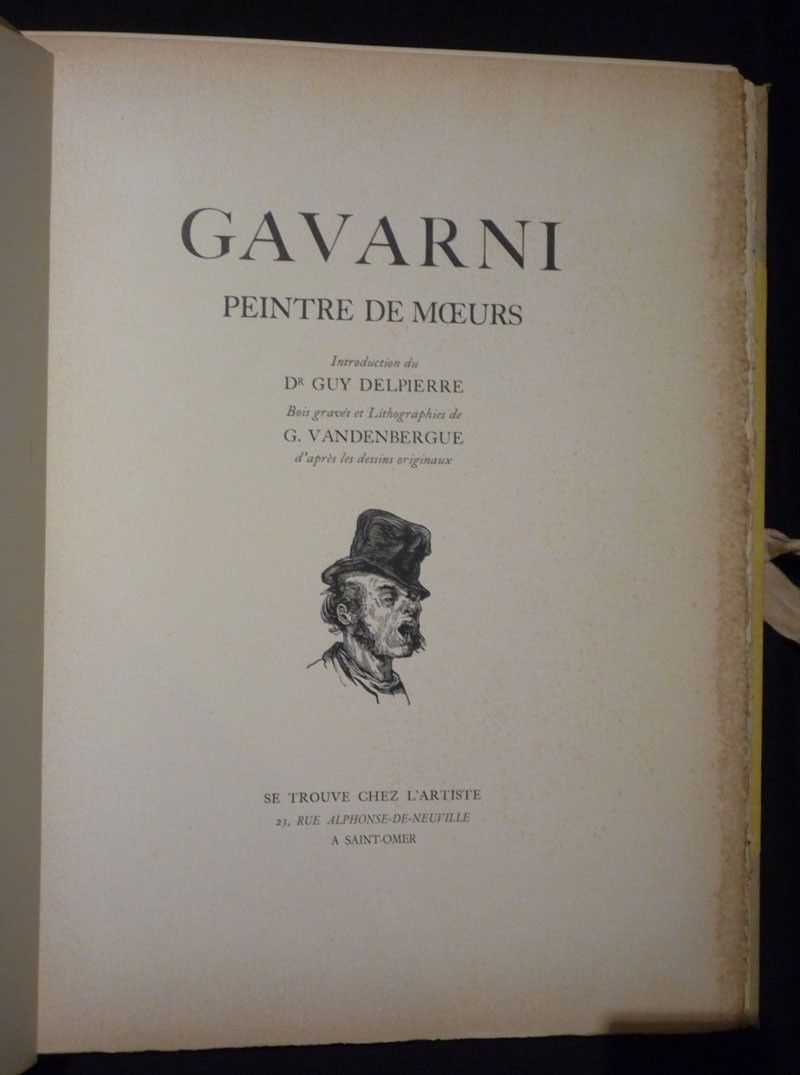 GAVARNI
PEINTRE DE MŒURS
Introduction du
Dᴿ GUY DELPIERRE
Bois gravés et Lithographies de
G. VANDENBERGUE
d'après les dessins originaux
SE TROUVE CHEZ L'ARTISTE
23, RUE ALPHONSE-DE-NEUVILLE
A SAINT-OMER